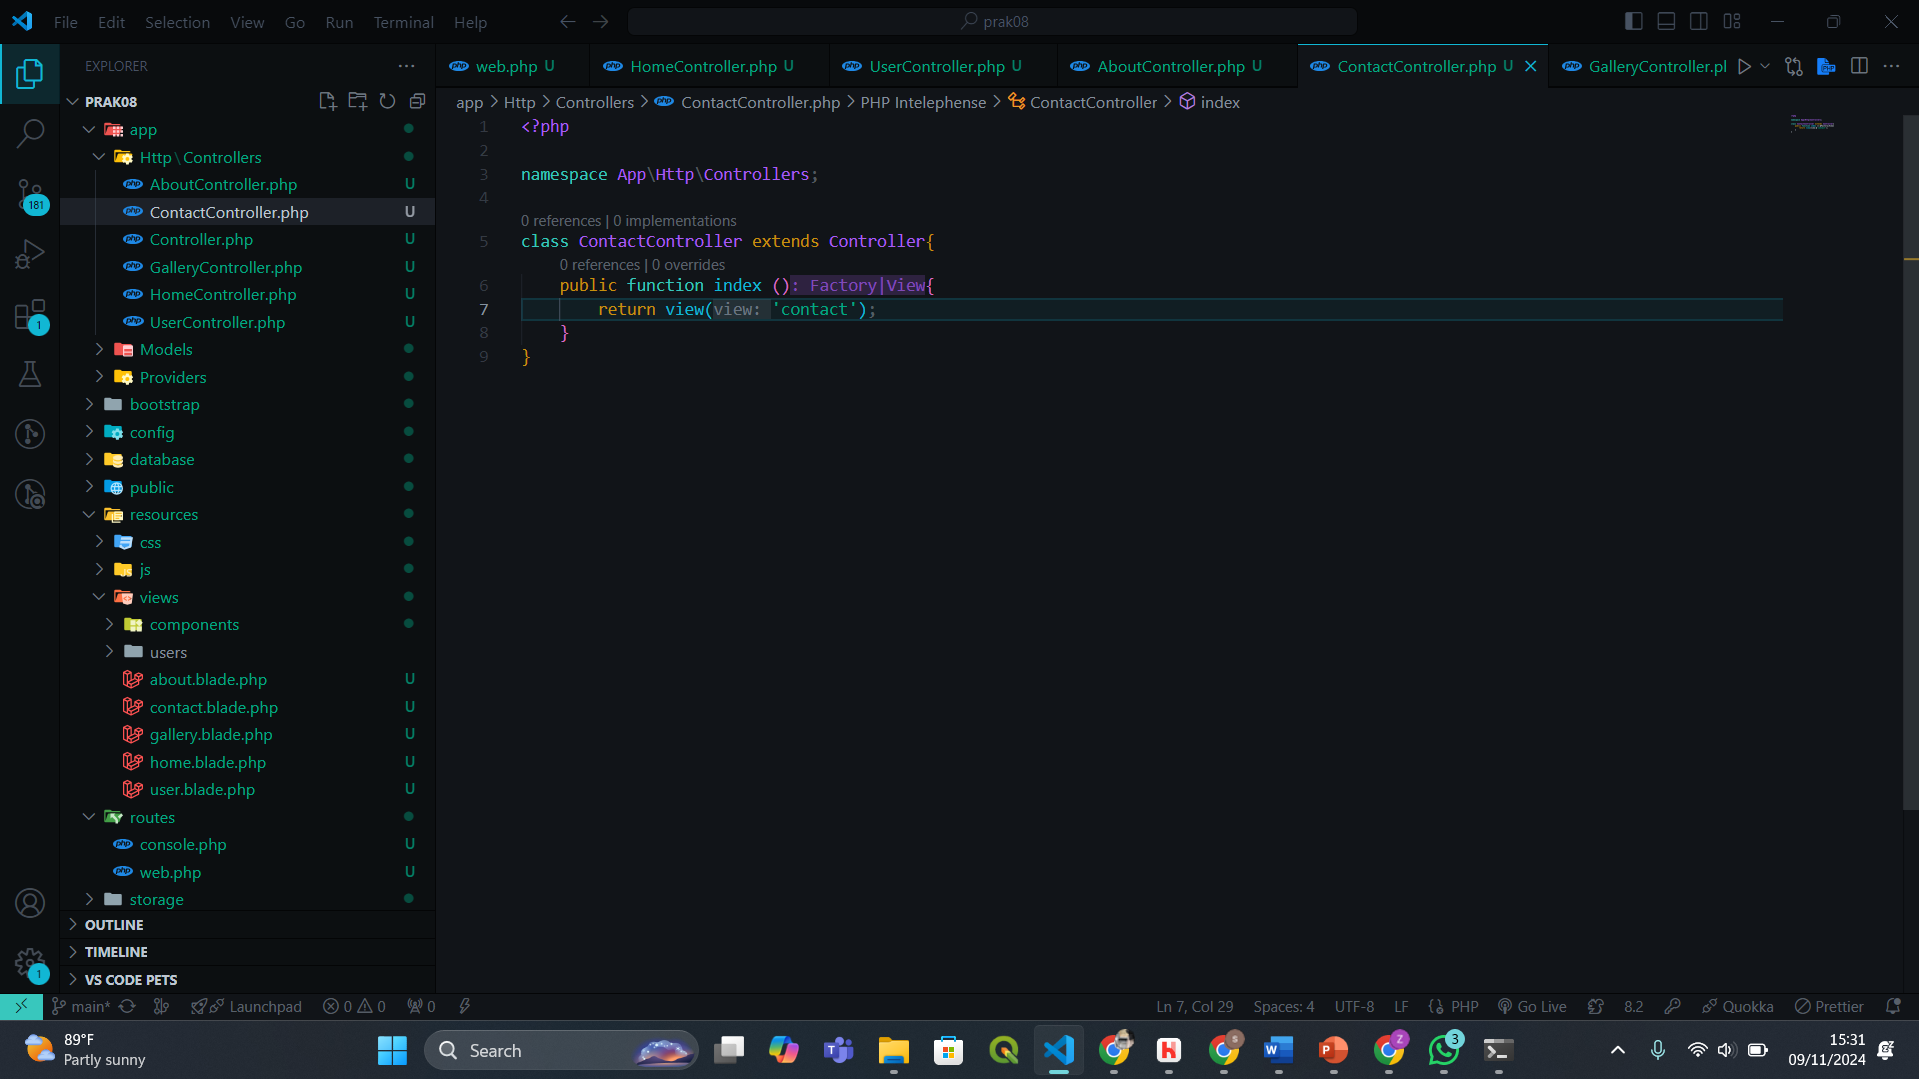 File Edit Selection View Go Run Terminal Help
prak08
EXPLORER
PRAK08
app
Http\Controllers
AboutController.php U
ContactController.php U
Controller.php U
GalleryController.php U
HomeController.php U
UserController.php U
Models
Providers
bootstrap
config
database
public
resources
css
js
views
components
users
about.blade.php U
contact.blade.php U
gallery.blade.php U
home.blade.php U
user.blade.php U
routes
console.php U
web.php U
storage
OUTLINE
TIMELINE
VS CODE PETS
181
1
1
web.php U HomeController.php U UserController.php U AboutController.php U ContactController.php U GalleryController.pl
app > Http > Controllers > ContactController.php > PHP Intelephense > ContactController > index
1 <?php
2
3 namespace App\Http\Controllers;
4
0 references | 0 implementations
5 class ContactController extends Controller{
0 references | 0 overrides
6 public function index (): Factory|View{
7 return view(view: 'contact');
8 }
9 }
main* Launchpad 0 0 0 Ln 7, Col 29 Spaces: 4 UTF-8 LF {} PHP Go Live 8.2 Quokka Prettier
89°F
Partly sunny
Search
3
15:31
09/11/2024